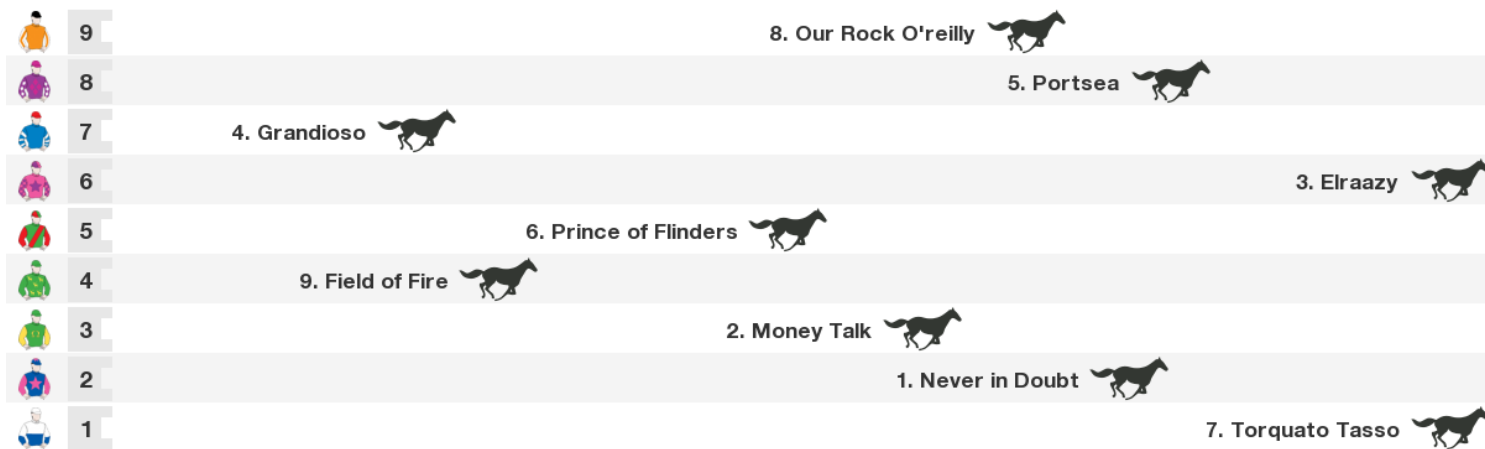 9 8. Our Rock O'reilly
8 5. Portsea
7 4. Grandioso
6 3. Elraazy
5 6. Prince of Flinders
4 9. Field of Fire
3 2. Money Talk
2 1. Never in Doubt
1 7. Torquato Tasso